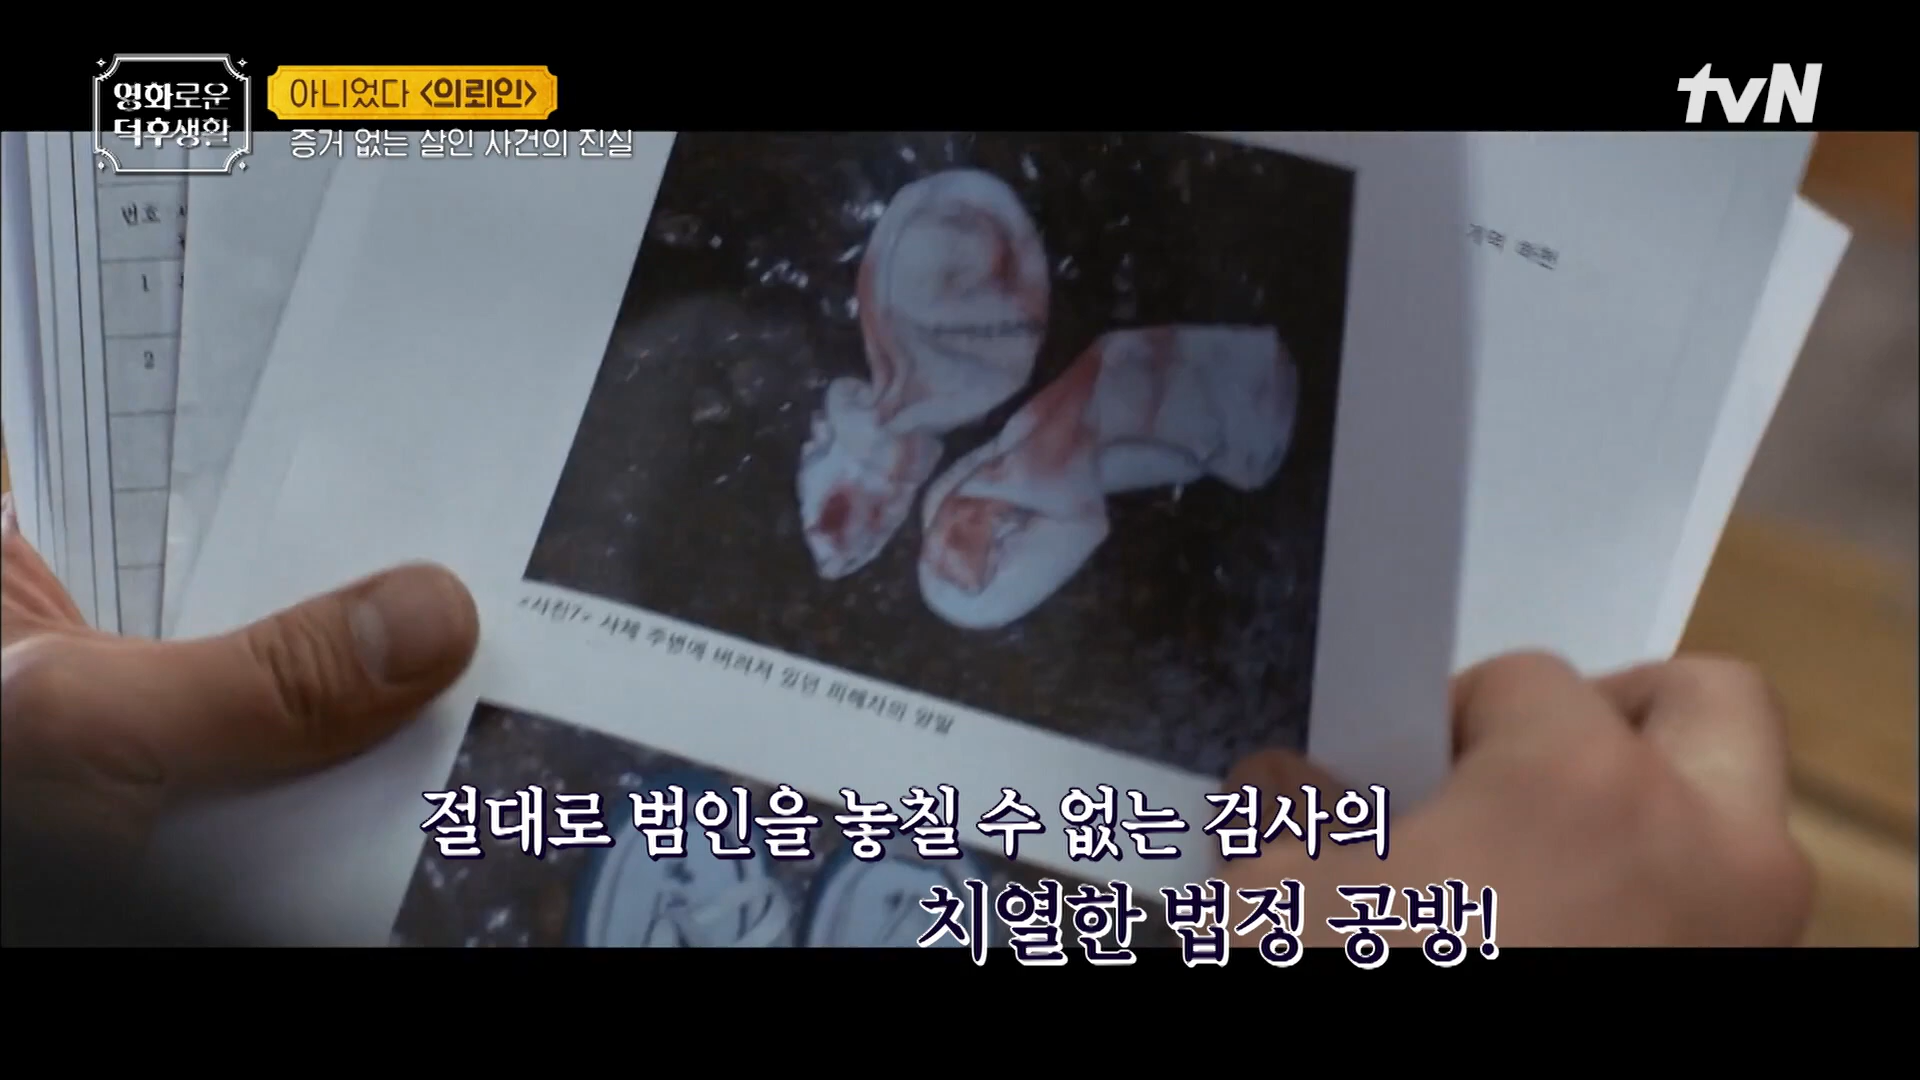 영화로운
덕후생활
아니었다 <의뢰인>
증거 없는 살인 사건의 진실
tvN
번호
1
2
<사진7> 사체 주변에 버려져 있던 피해자의 양말
절대로 범인을 놓칠 수 없는 검사의
치열한 법정 공방!